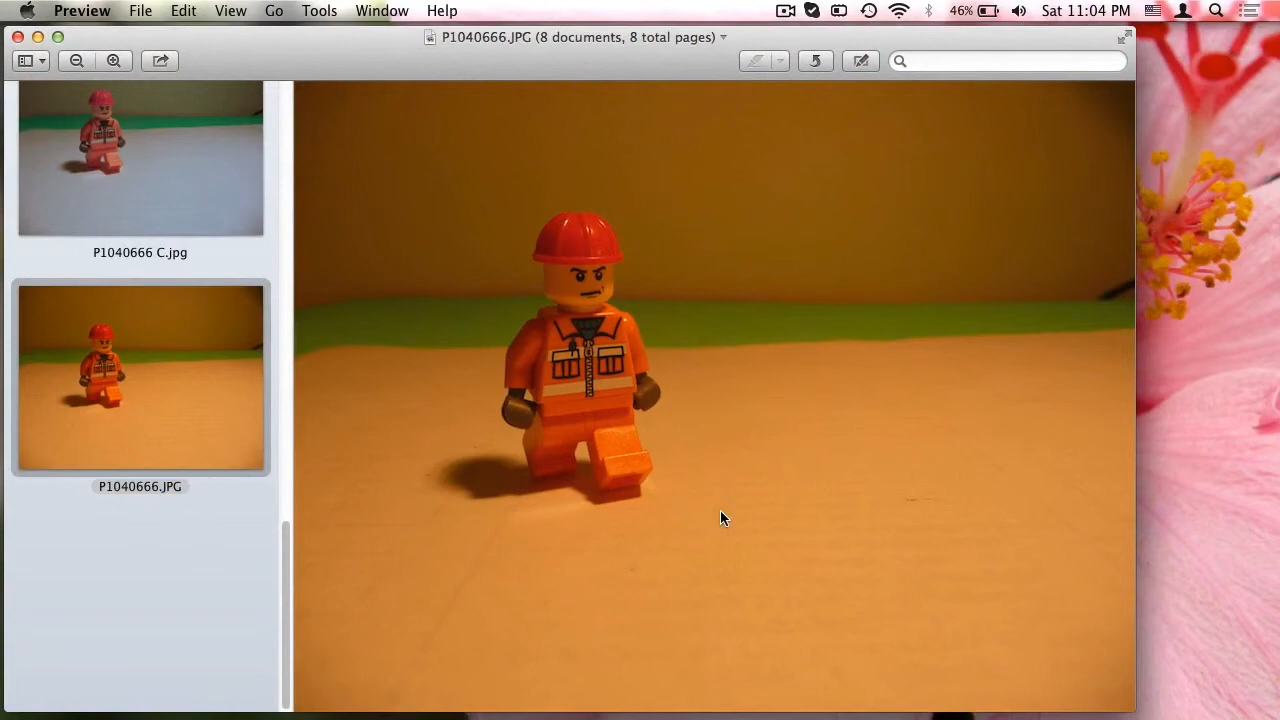 Preview File Edit View Go Tools Window Help 46% Sat 11:04 PM
P1040666.JPG (8 documents, 8 total pages)
P1040666 C.jpg
P1040666.JPG